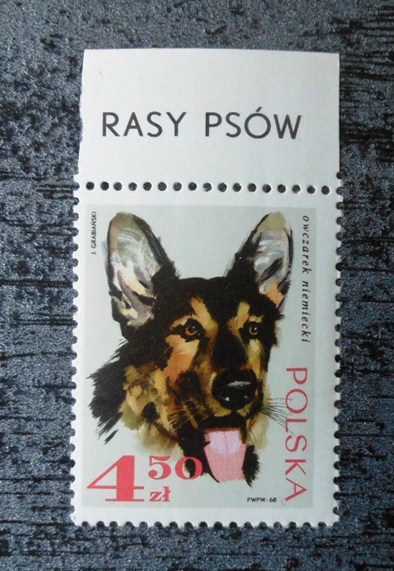 RASY PSÓW
J. GRABIAŃSKI
owczarek niemiecki
POLSKA
4 50 zł
PWPW - 68